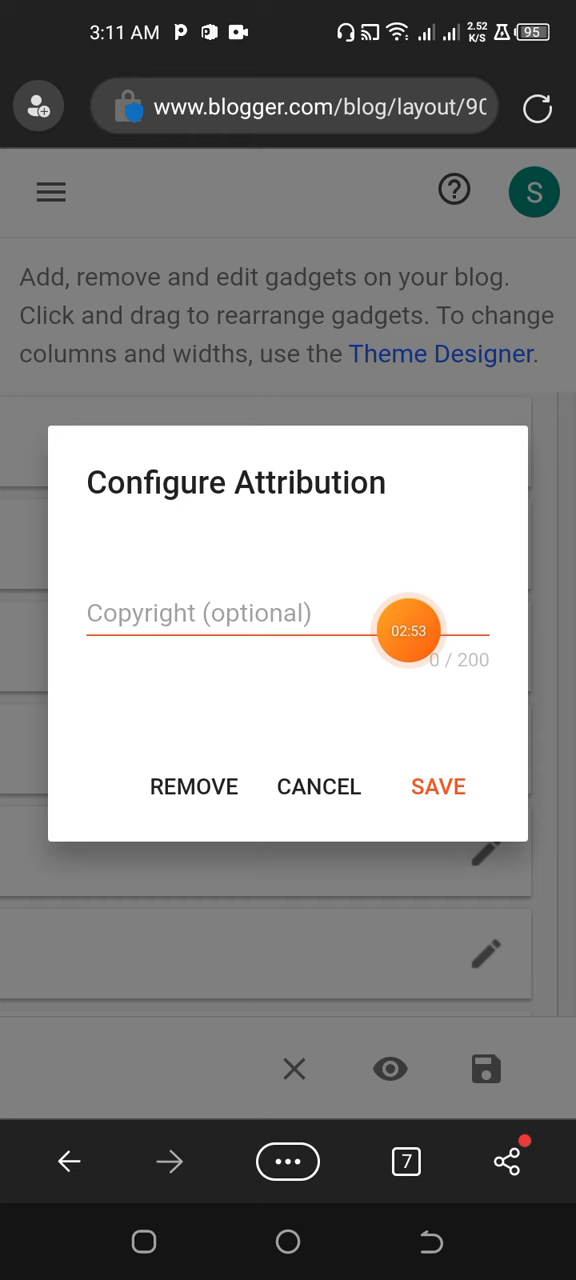 3:11 AM
2.52
K/S
95
www.blogger.com/blog/layout/90
S
Add, remove and edit gadgets on your blog.
Click and drag to rearrange gadgets. To change
columns and widths, use the Theme Designer.
Configure Attribution
Copyright (optional)
02:53
0 / 200
REMOVE CANCEL SAVE
7